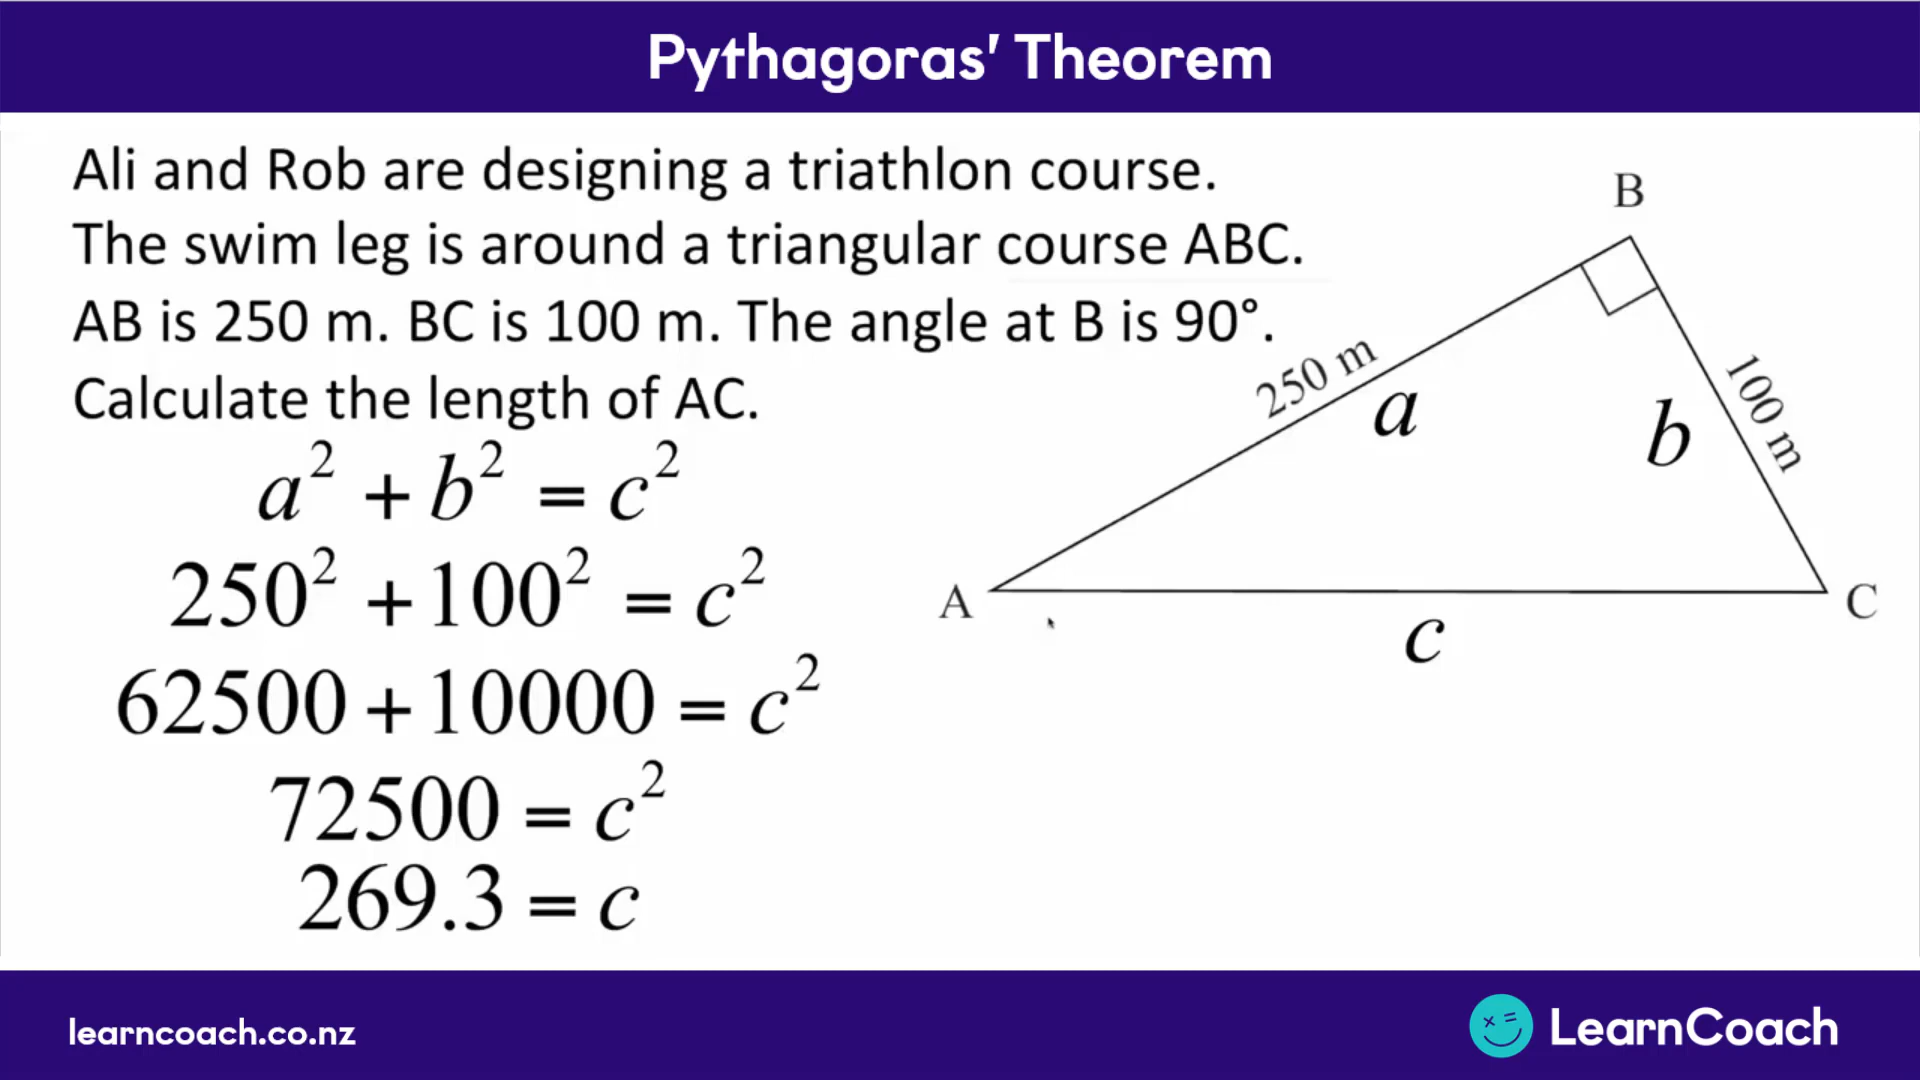 Pythagoras' Theorem
Ali and Rob are designing a triathlon course.
The swim leg is around a triangular course ABC.
AB is 250 m. BC is 100 m. The angle at B is 90°.
Calculate the length of AC.
a² + b² = c²
250² + 100² = c²
62500 + 10000 = c²
72500 = c²
269.3 = c
B
250 m
a
b
100 m
A
C
c
learncoach.co.nz
LearnCoach